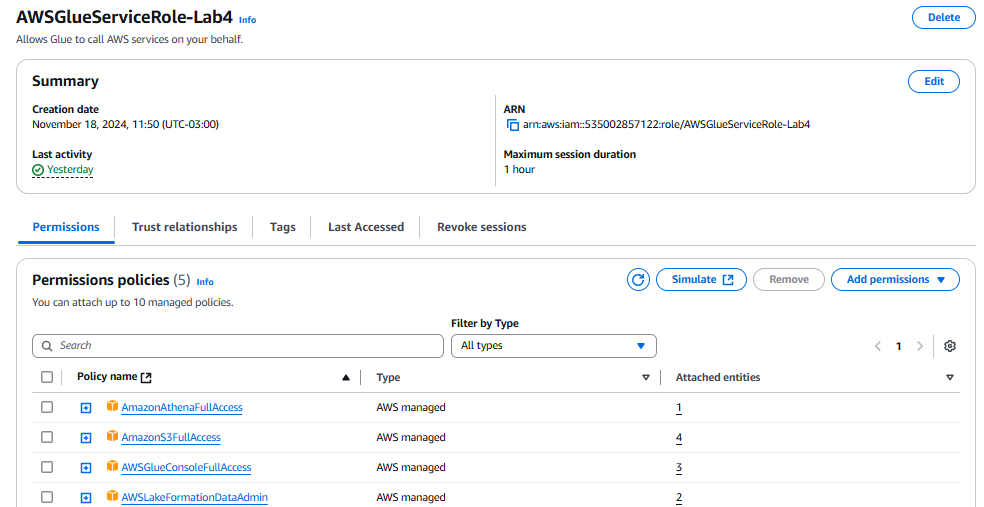 AWSGlueServiceRole-Lab4 Info
Delete
Allows Glue to call AWS services on your behalf.
Summary
Edit
Creation date
November 18, 2024, 11:50 (UTC-03:00)
ARN
arn:aws:iam::535002857122:role/AWSGlueServiceRole-Lab4
Last activity
Yesterday
Maximum session duration
1 hour
Permissions Trust relationships Tags Last Accessed Revoke sessions
Permissions policies (5) Info
Simulate Remove Add permissions
You can attach up to 10 managed policies.
Filter by Type
Search All types 1
Policy name Type Attached entities
AmazonAthenaFullAccess AWS managed 1
AmazonS3FullAccess AWS managed 4
AWSGlueConsoleFullAccess AWS managed 3
AWSLakeFormationDataAdmin AWS managed 2